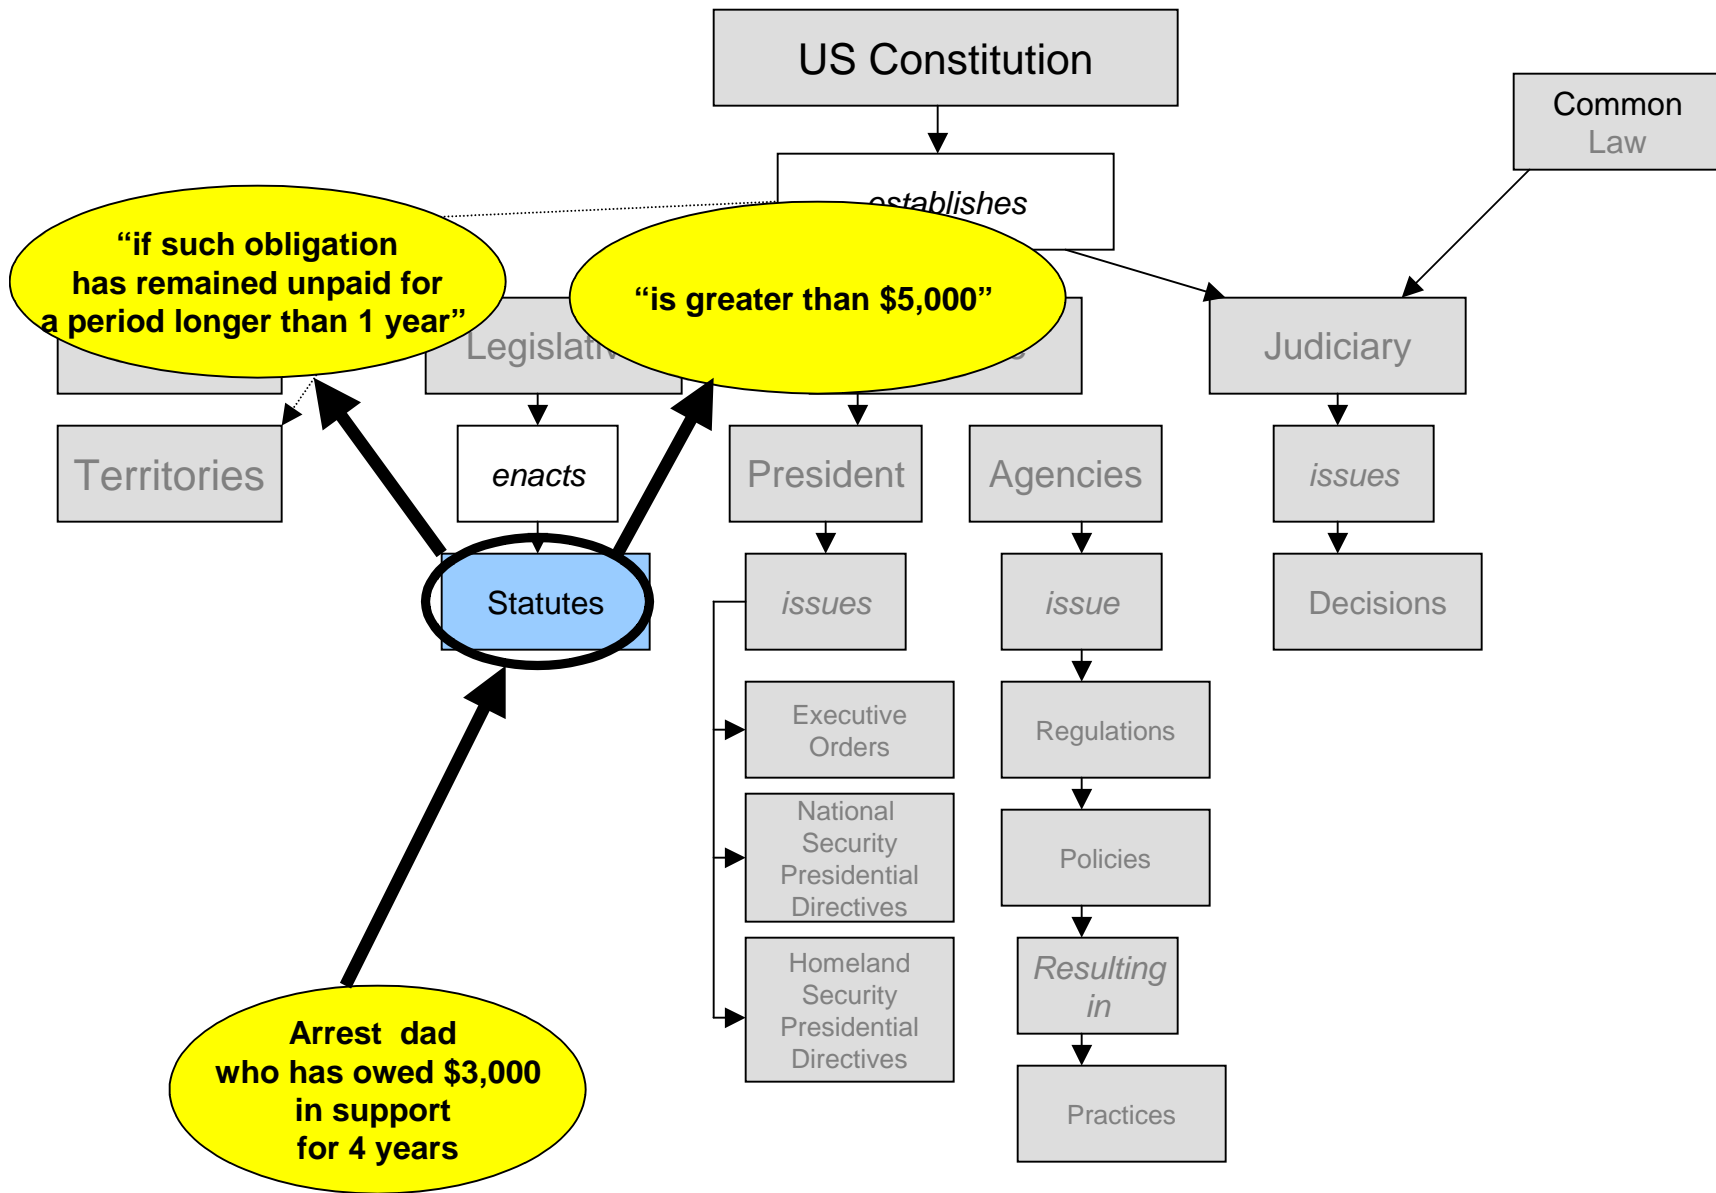 US Constitution
Common
Law
establishes
“if such obligation
has remained unpaid for
a period longer than 1 year”
“is greater than $5,000”
Judiciary
Territories
enacts
President
Agencies
issues
Statutes
issues
issue
Decisions
Executive
Orders
Regulations
National
Security
Presidential
Directives
Policies
Homeland
Security
Presidential
Directives
Resulting
in
Practices
Arrest dad
who has owed $3,000
in support
for 4 years